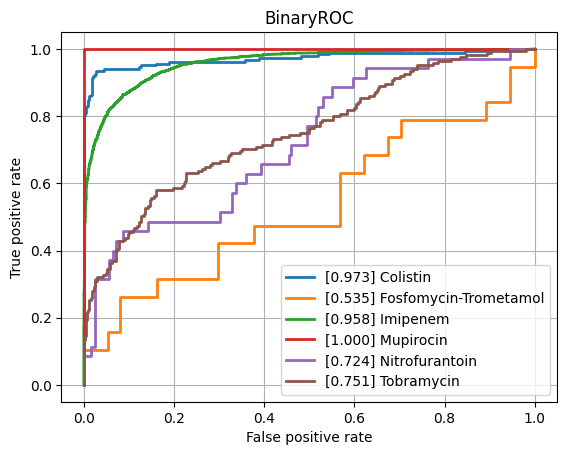 BinaryROC
True positive rate
1.0
0.8
0.6
0.4
0.2
0.0
[0.973] Colistin
[0.535] Fosfomycin-Trometamol
[0.958] Imipenem
[1.000] Mupirocin
[0.724] Nitrofurantoin
[0.751] Tobramycin
0.0 0.2 0.4 0.6 0.8 1.0
False positive rate